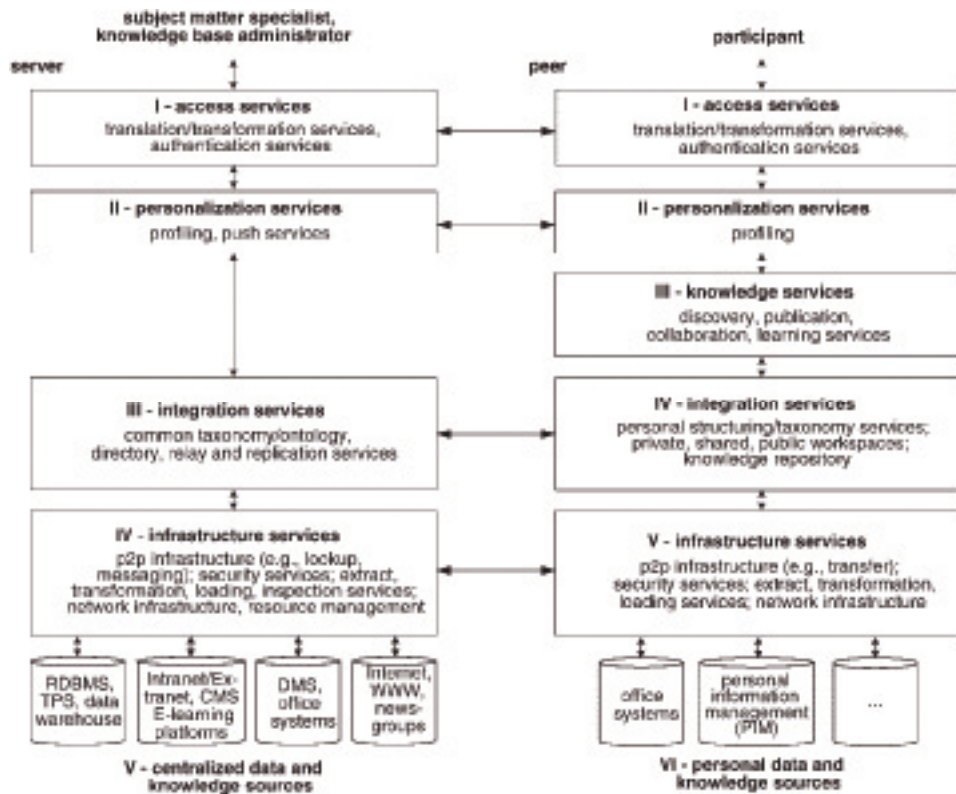 subject matter specialist,
knowledge base administrator
server
I - access services
translation/transformation services,
authentication services
II - personalization services
profiling, push services
III - integration services
common taxonomy/ontology,
directory, relay and replication services
IV - infrastructure services
p2p infrastructure (e.g., lookup,
messaging); security services; extract,
transformation, loading, inspection services;
network infrastructure, resource management
RDBMS,
TPS, data
warehouse
Intranet/Ex-
tranet, CMS
E-learning
platforms
DMS,
office
systems
Internet,
WWW,
news-
groups
V - centralized data and
knowledge sources
participant
peer
I - access services
translation/transformation services,
authentication services
II - personalization services
profiling
III - knowledge services
discovery, publication,
collaboration, learning services
IV - integration services
personal structuring/taxonomy services;
private, shared, public workspaces;
knowledge repository
V - infrastructure services
p2p infrastructure (e.g., transfer);
security services; extract, transformation,
loading services; network infrastructure
office
systems
personal
information
management
(PIM)
...
VI - personal data and
knowledge sources